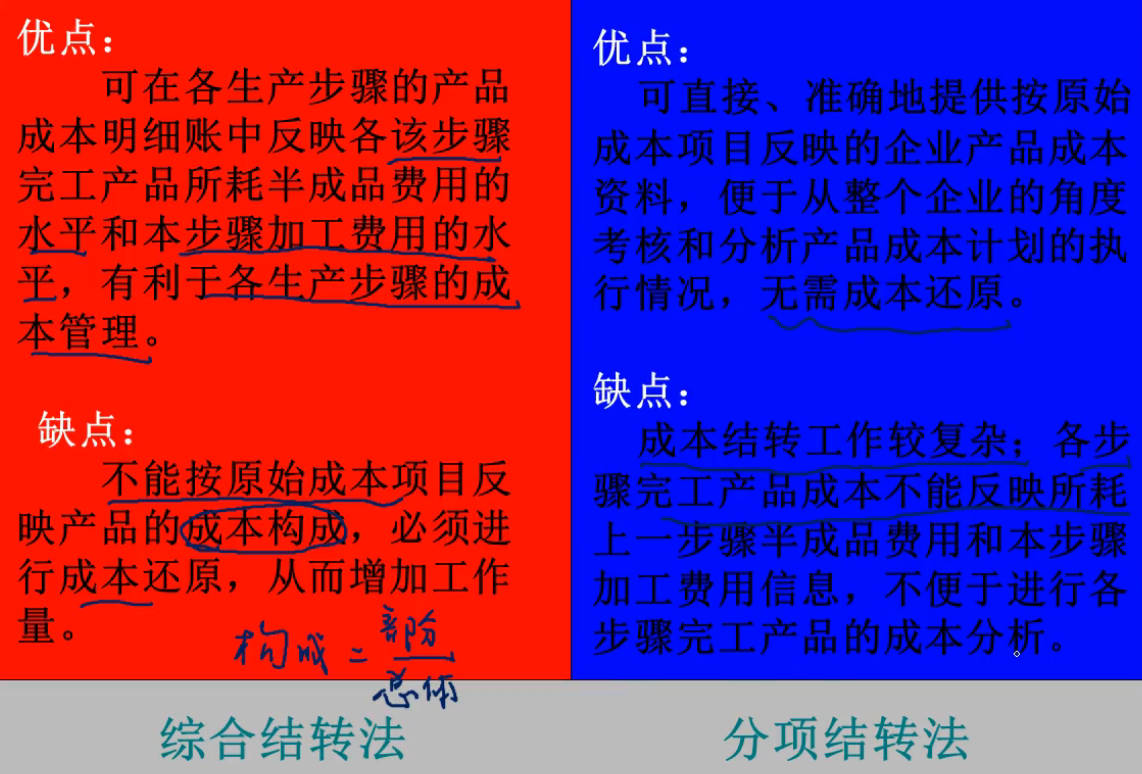 优点：
可在各生产步骤的产品
成本明细账中反映各该步骤
完工产品所耗半成品费用的
水平和本步骤加工费用的水
平，有利于各生产步骤的成
本管理。
缺点：
不能按原始成本项目反
映产品的成本构成，必须进
行成本还原，从而增加工作
量。
构成=部分
总体
综合结转法
优点：
可直接、准确地提供按原始
成本项目反映的企业产品成本
资料，便于从整个企业的角度
考核和分析产品成本计划的执
行情况，无需成本还原。
缺点：
成本结转工作较复杂；各步
骤完工产品成本不能反映所耗
上一步骤半成品费用和本步骤
加工费用信息，不便于进行各
步骤完工产品的成本分析。
分项结转法